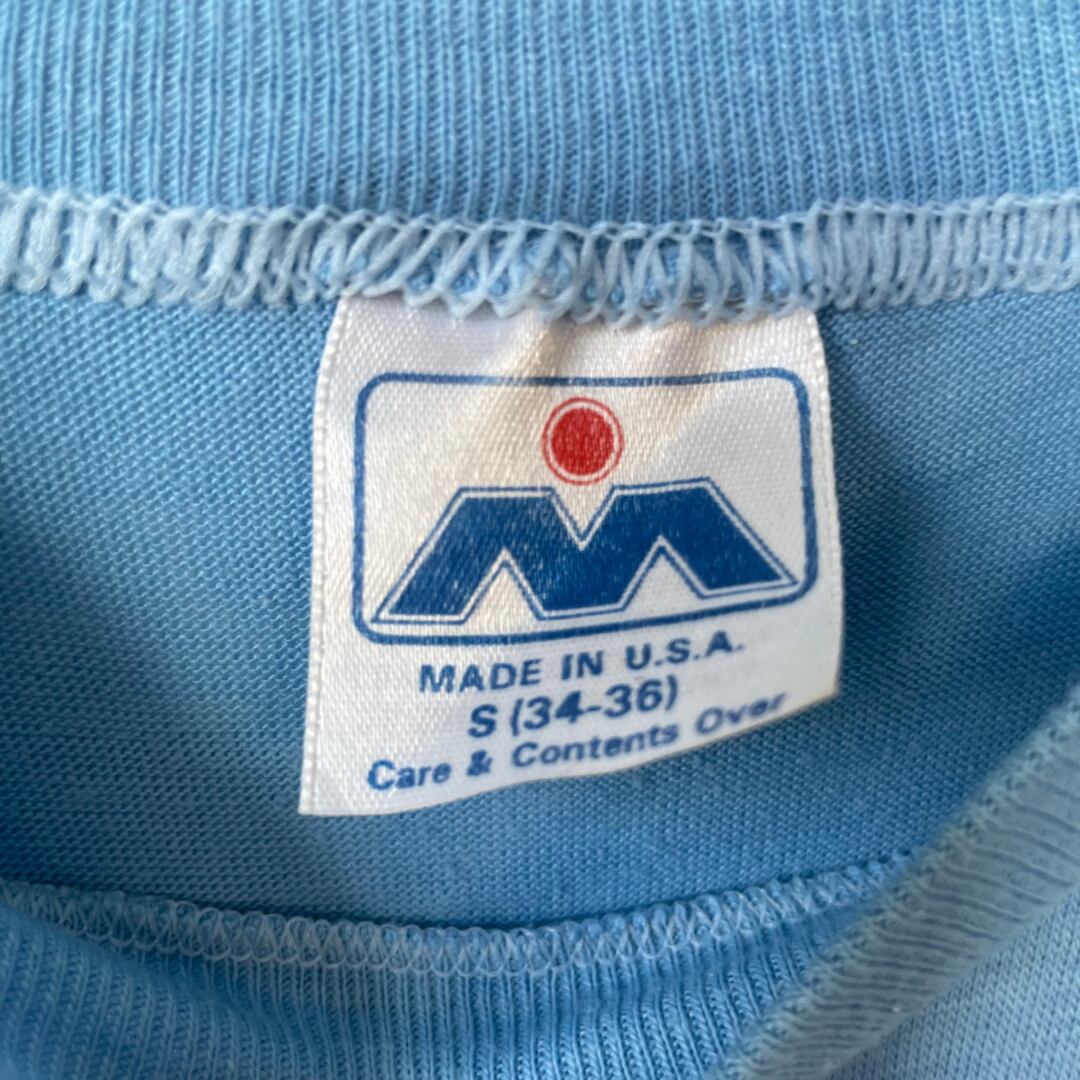 MADE IN U.S.A.
S (34-36)
Care & Contents Over